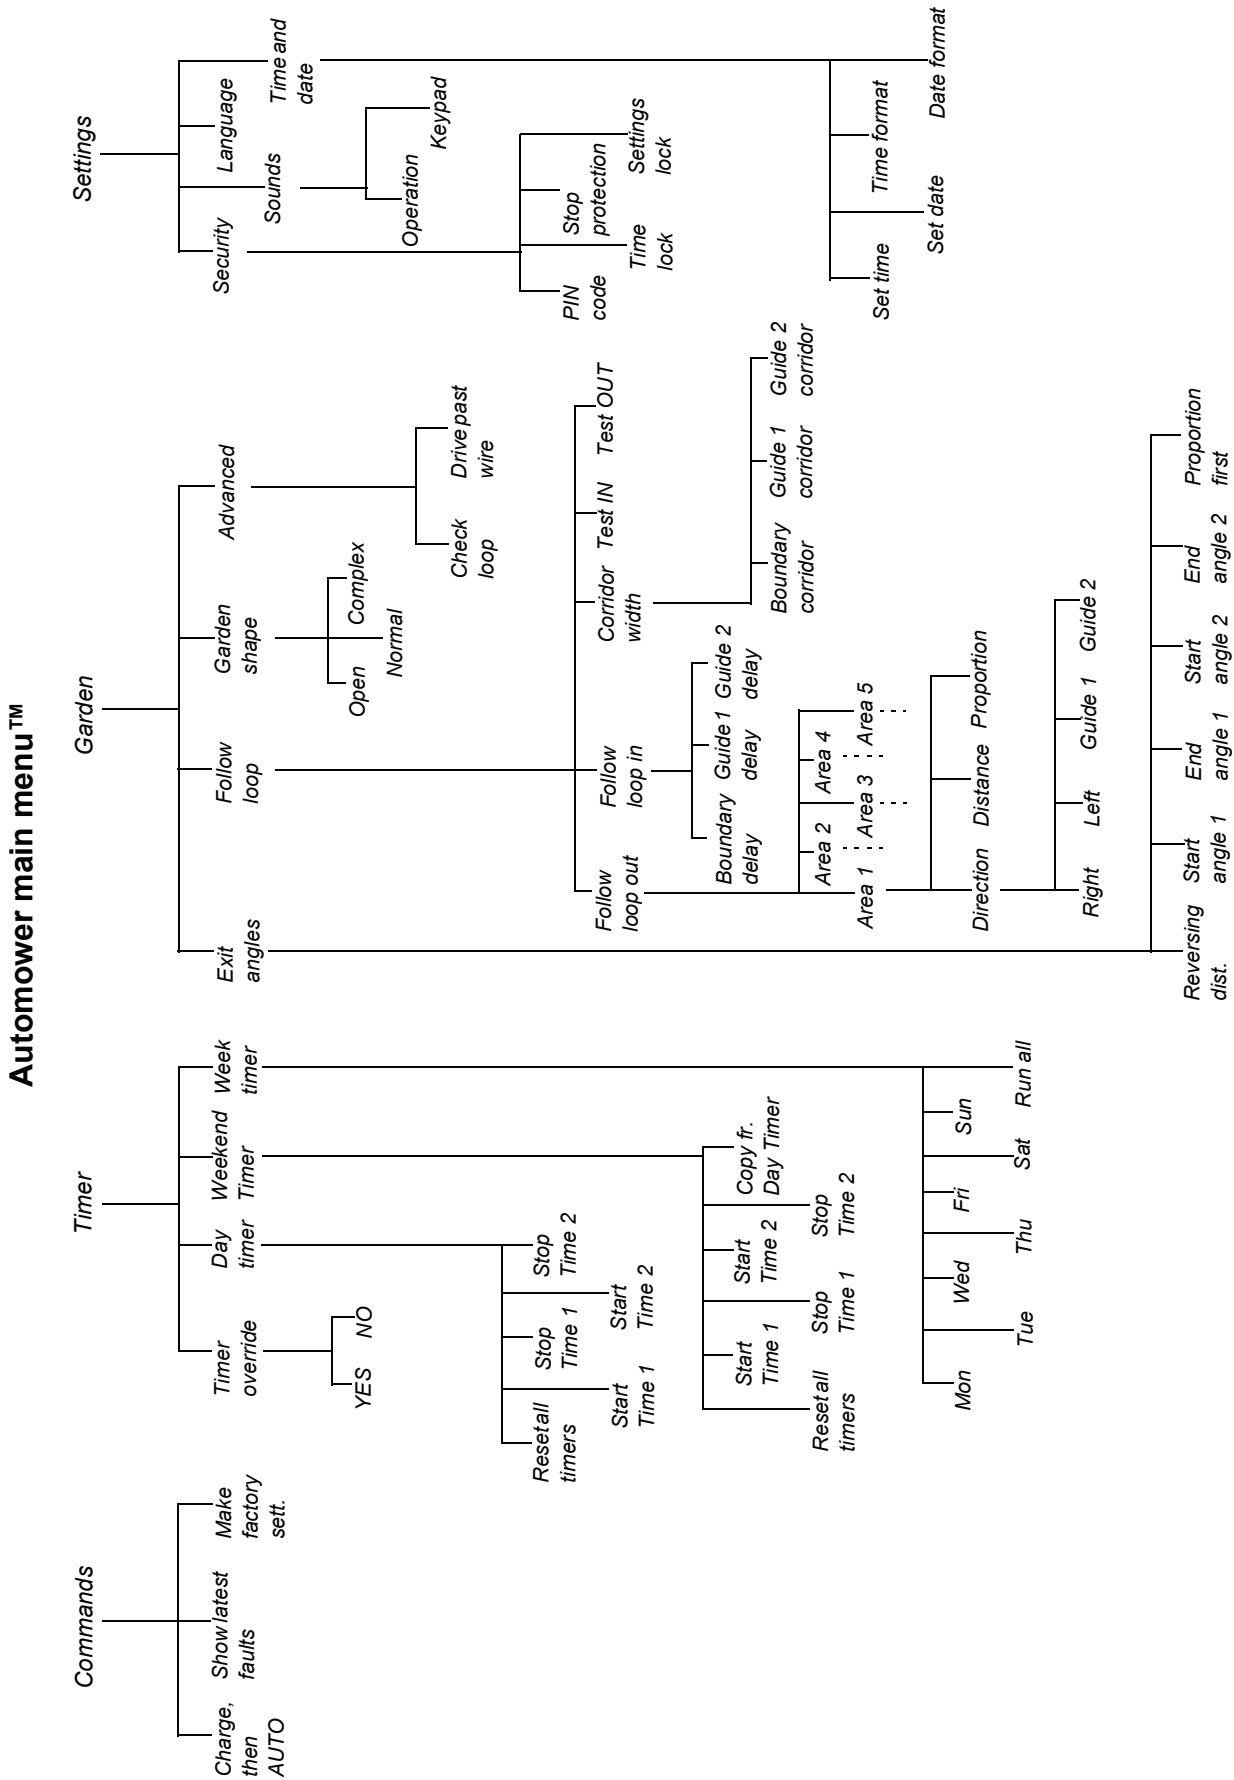 Automower main menu™
Commands
Charge,
then
AUTO
Show latest
faults
Make
factory
sett.
Timer
Timer
override
YES
NO
Day
timer
Reset all
timers
Start
Time 1
Stop
Time 1
Start
Time 2
Stop
Time 2
Weekend
Timer
Reset all
timers
Start
Time 1
Stop
Time 1
Start
Time 2
Stop
Time 2
Copy fr.
Day Timer
Week
timer
Mon
Tue
Wed
Thu
Fri
Sat
Sun
Run all
Garden
Exit
angles
Reversing
dist.
Start
angle 1
End
angle 1
Start
angle 2
End
angle 2
Proportion
first
Follow
loop
Follow
loop out
Area 1
Area 2
Area 3
Area 4
Area 5
Direction
Distance
Proportion
Right
Left
Guide 1
Guide 2
Follow
loop in
Boundary
delay
Guide 1
delay
Guide 2
delay
Corridor
width
Boundary
corridor
Guide 1
corridor
Guide 2
corridor
Test IN
Test OUT
Garden
shape
Open
Normal
Complex
Advanced
Check
loop
Drive past
wire
Settings
Security
PIN
code
Time
lock
Stop
protection
Settings
lock
Sounds
Operation
Keypad
Language
Time and
date
Set time
Set date
Time format
Date format